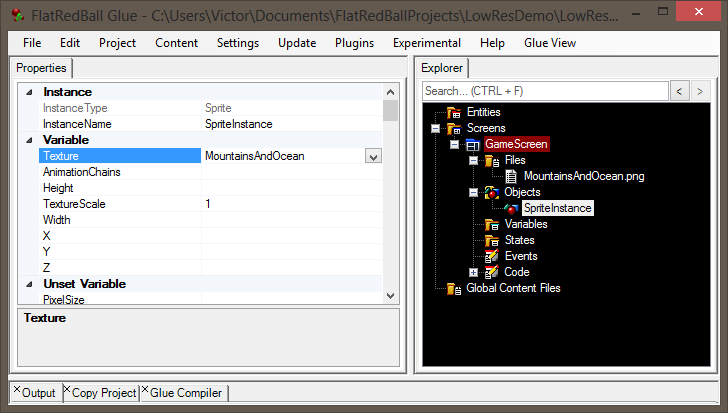 FlatRedBall Glue - C:\Users\Victor\Documents\FlatRedBallProjects\LowResDemo\LowRes...
File Edit Project Content Settings Update Plugins Experimental Help Glue View
Properties
Instance
InstanceType Sprite
InstanceName SpriteInstance
Variable
Texture MountainsAndOcean
AnimationChains
Height
TextureScale 1
Width
X
Y
Z
Unset Variable
PixelSize
Texture
Explorer
Search... (CTRL + F) < >
Entities
Screens
GameScreen
Files
MountainsAndOcean.png
Objects
SpriteInstance
Variables
States
Events
Code
Global Content Files
Output Copy Project Glue Compiler